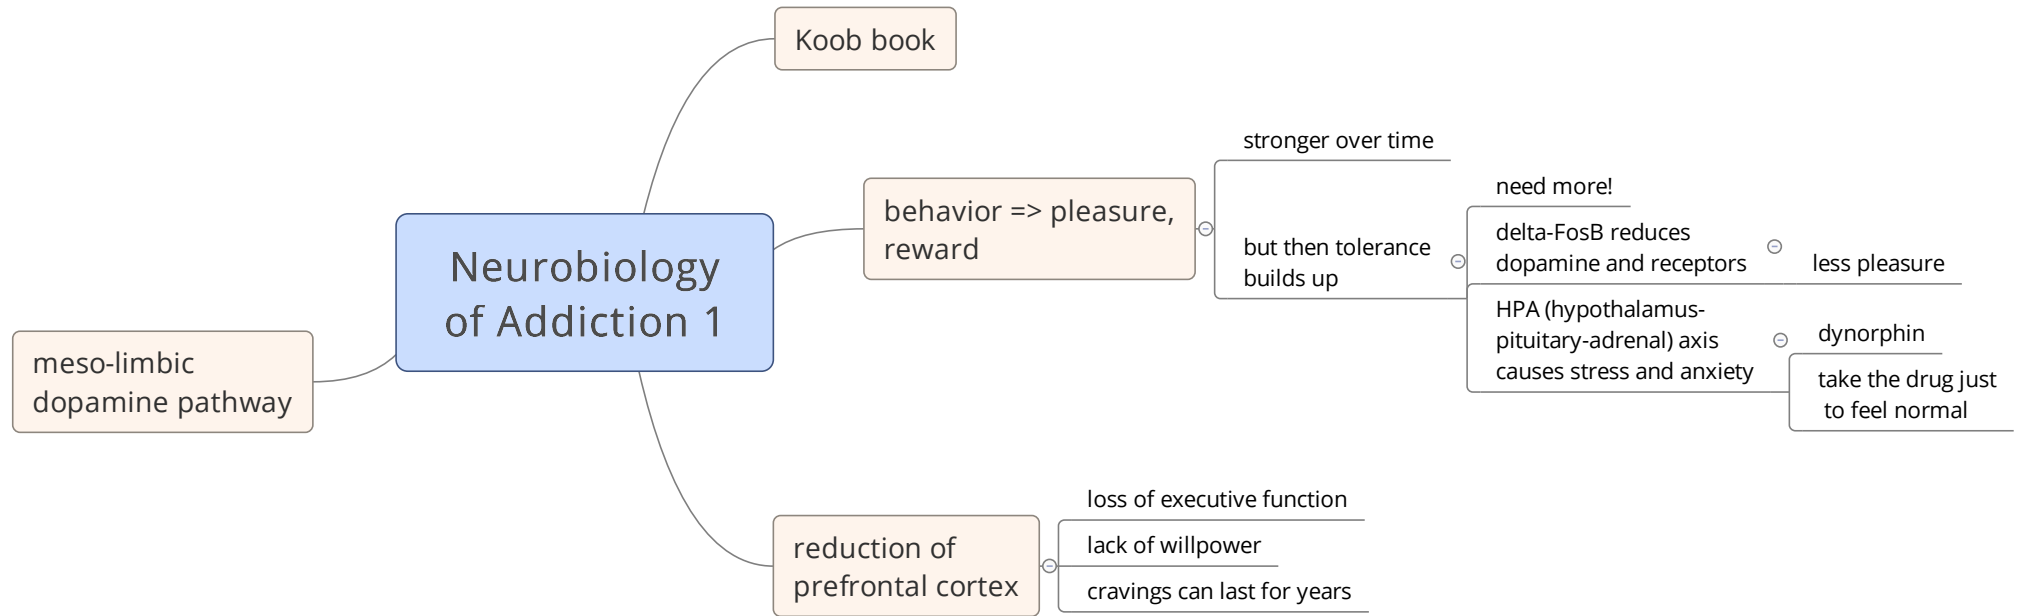 Koob book
stronger over time
need more!
behavior => pleasure,
reward
delta-FosB reduces
dopamine and receptors
less pleasure
but then tolerance
builds up
Neurobiology
of Addiction 1
HPA (hypothalamus-
pituitary-adrenal) axis
causes stress and anxiety
dynorphin
take the drug just
to feel normal
meso-limbic
dopamine pathway
loss of executive function
reduction of
prefrontal cortex
lack of willpower
cravings can last for years